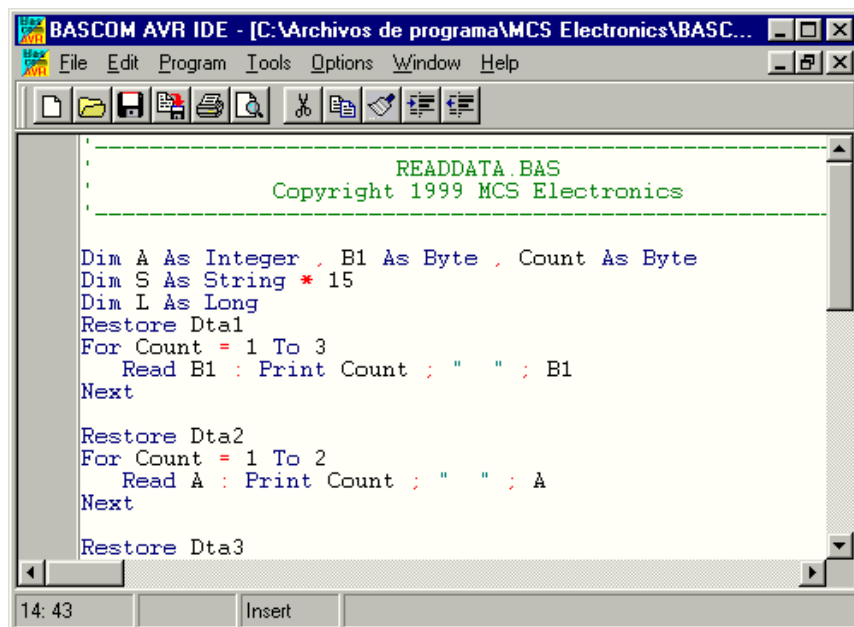 BASCOM AVR IDE - [C:\Archivos de programa\MCS Electronics\BASC...
File Edit Program Tools Options Window Help
'-------------------------------------------------------
' READDATA.BAS
' Copyright 1999 MCS Electronics
'-------------------------------------------------------
Dim A As Integer , B1 As Byte , Count As Byte
Dim S As String * 15
Dim L As Long
Restore Dta1
For Count = 1 To 3
   Read B1 : Print Count ; "  " ; B1
Next
Restore Dta2
For Count = 1 To 2
   Read A : Print Count ; "  " ; A
Next
Restore Dta3
14: 43 Insert